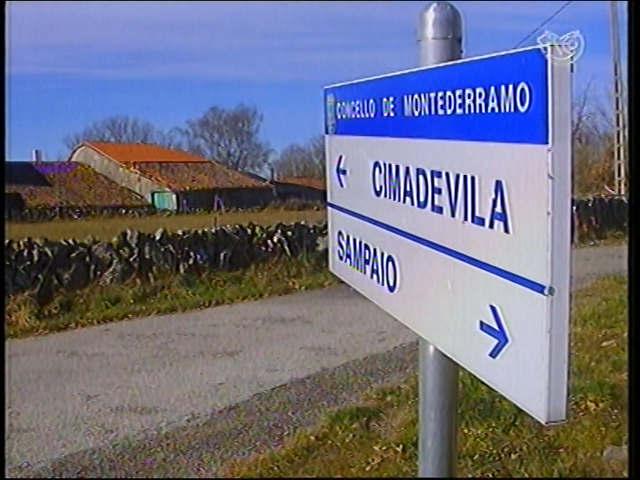 CONCELLO DE MONTEDERRAMO
← CIMADEVILA
SAMPAIO →